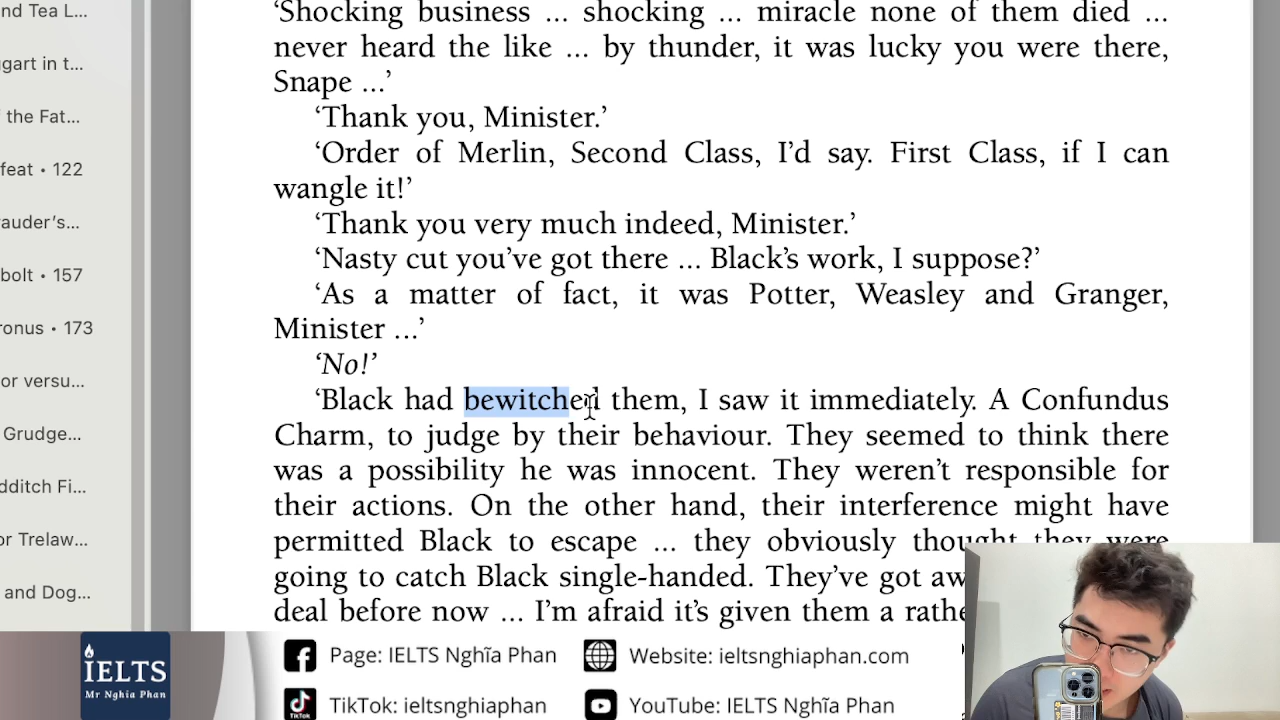 nd Tea L...
gart in t...
f the Fat...
feat • 122
auder's...
bolt • 157
ronus • 173
or versu...
Grudge...
dditch Fi...
or Trelaw...
and Dog...
‘Shocking business ... shocking ... miracle none of them died ...
never heard the like ... by thunder, it was lucky you were there,
Snape ...’
‘Thank you, Minister.’
‘Order of Merlin, Second Class, I’d say. First Class, if I can
wangle it!’
‘Thank you very much indeed, Minister.’
‘Nasty cut you’ve got there ... Black’s work, I suppose?’
‘As a matter of fact, it was Potter, Weasley and Granger,
Minister ...’
‘No!’
‘Black had bewitched them, I saw it immediately. A Confundus
Charm, to judge by their behaviour. They seemed to think there
was a possibility he was innocent. They weren’t responsible for
their actions. On the other hand, their interference might have
permitted Black to escape ... they obviously thought they were
going to catch Black single-handed. They’ve got aw
deal before now ... I’m afraid it’s given them a rathe
IELTS
Mr Nghia Phan
Page: IELTS Nghĩa Phan
TikTok
TikTok: ieltsnghiaphan
Website: ieltsnghiaphan.com
YouTube: IELTS Nghĩa Phan